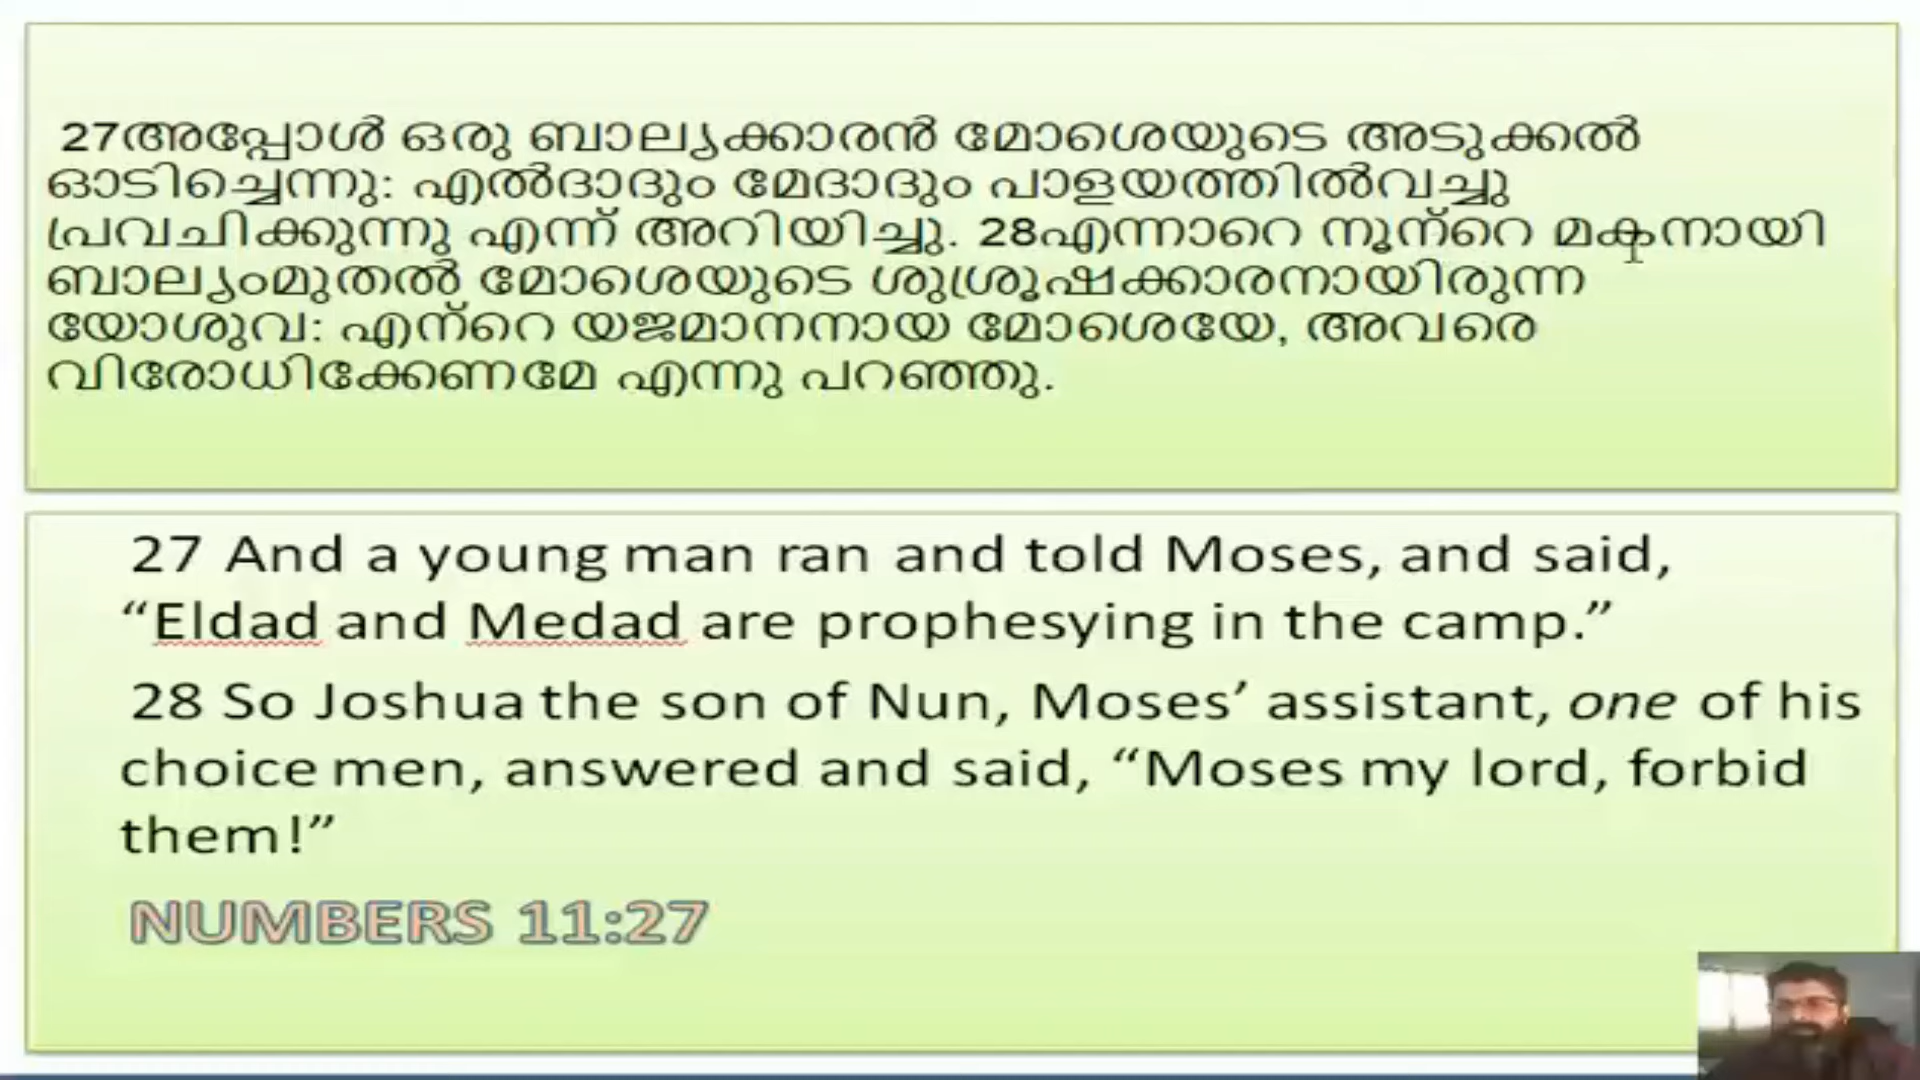 27അപ്പോൾ ഒരു ബാല്യക്കാരൻ മോശെയുടെ അടുക്കൽ
ഓടിച്ചെന്നു: എൽദാദും മേദാദും പാളയത്തിൽവച്ചു
പ്രവചിക്കുന്നു എന്ന് അറിയിച്ചു. 28എന്നാറെ നൂന്റെ മകനായി
ബാല്യംമുതൽ മോശെയുടെ ശുശ്രൂഷക്കാരനായിരുന്ന
യോശുവ: എന്റെ യജമാനനായ മോശെയേ, അവരെ
വിരോധിക്കേണമേ എന്നു പറഞ്ഞു.
27 And a young man ran and told Moses, and said,
“Eldad and Medad are prophesying in the camp.”
28 So Joshua the son of Nun, Moses’ assistant, one of his
choice men, answered and said, “Moses my lord, forbid
them!”
NUMBERS 11:27